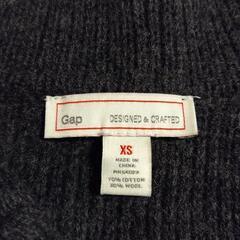 Gap DESIGNED & CRAFTED
XS
MADE IN
CHINA
70% COTTON
30% WOOL